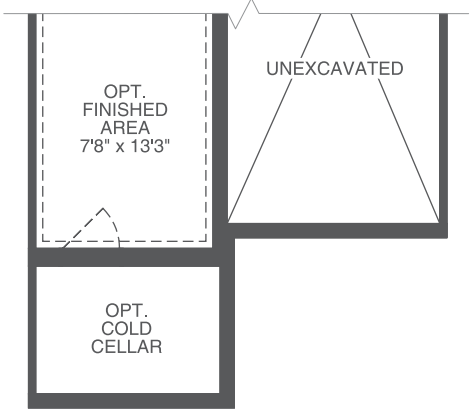 UNEXCAVATED
OPT.
FINISHED
AREA
7'8" x 13'3"
OPT.
COLD
CELLAR